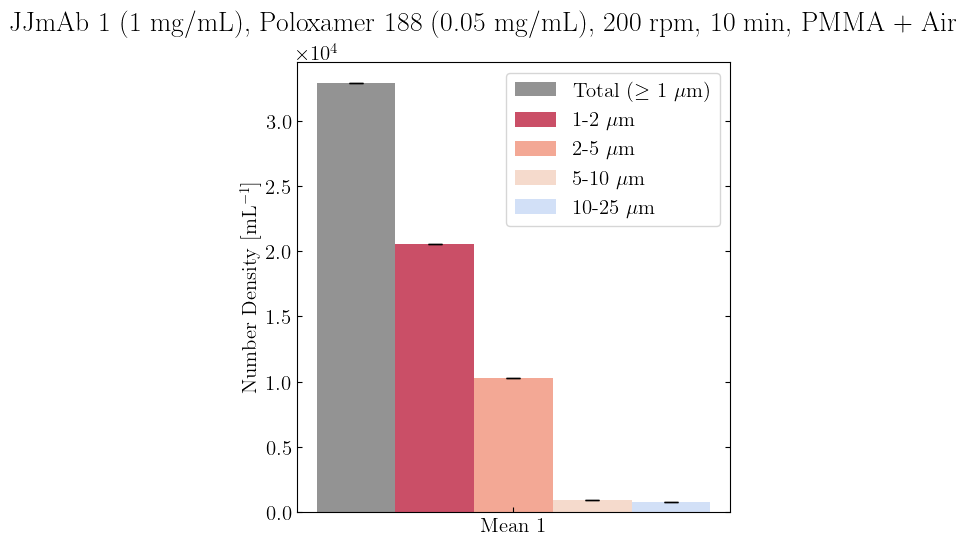 JJmAb 1 (1 mg/mL), Poloxamer 188 (0.05 mg/mL), 200 rpm, 10 min, PMMA + Air
×10⁴
Total (≥ 1 μm)
1-2 μm
2-5 μm
5-10 μm
10-25 μm
Number Density [mL⁻¹]
3.0
2.5
2.0
1.5
1.0
0.5
0.0
Mean 1